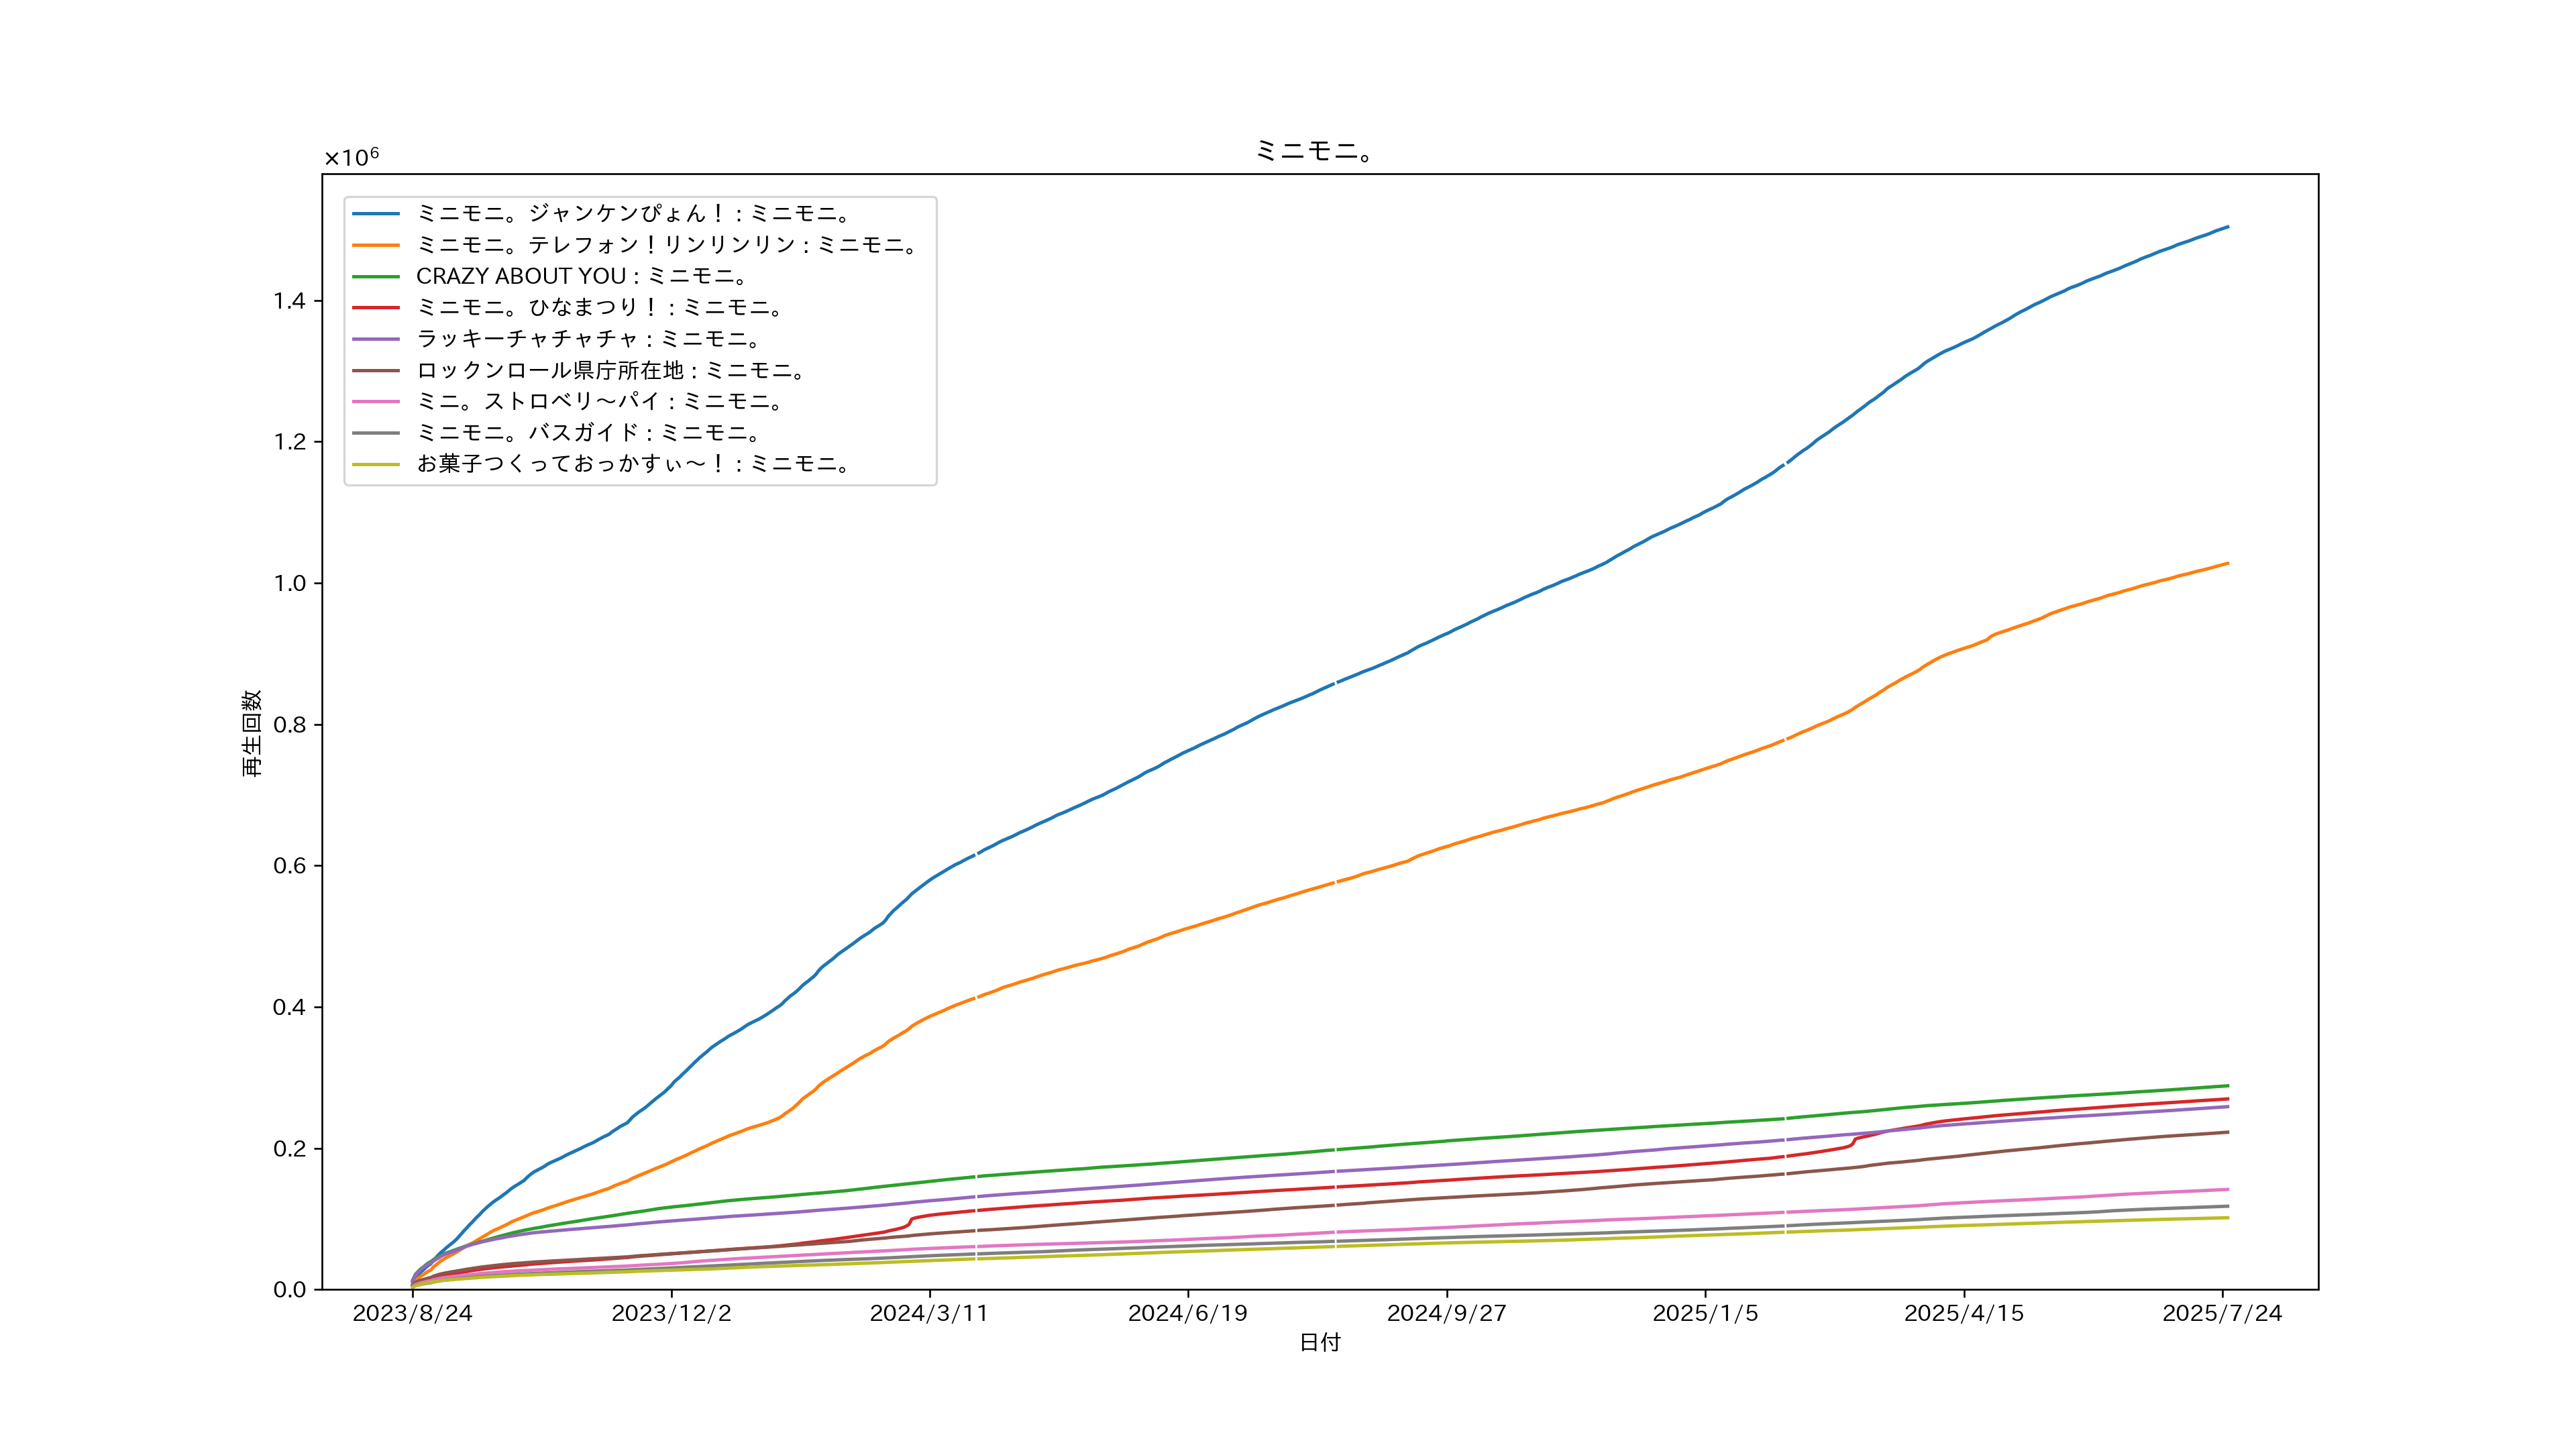 ミニモニ。
×10⁶
ミニモニ。ジャンケンぴょん！ : ミニモニ。
ミニモニ。テレフォン！リンリンリン : ミニモニ。
CRAZY ABOUT YOU : ミニモニ。
ミニモニ。ひなまつり！ : ミニモニ。
ラッキーチャチャチャ : ミニモニ。
ロックンロール県庁所在地 : ミニモニ。
ミニ。ストロベリ～パイ : ミニモニ。
ミニモニ。バスガイド : ミニモニ。
お菓子つくっておっかすぃ～！ : ミニモニ。
1.4
1.2
1.0
0.8
0.6
0.4
0.2
0.0
再生回数
2023/8/24 2023/12/2 2024/3/11 2024/6/19 2024/9/27 2025/1/5 2025/4/15 2025/7/24
日付